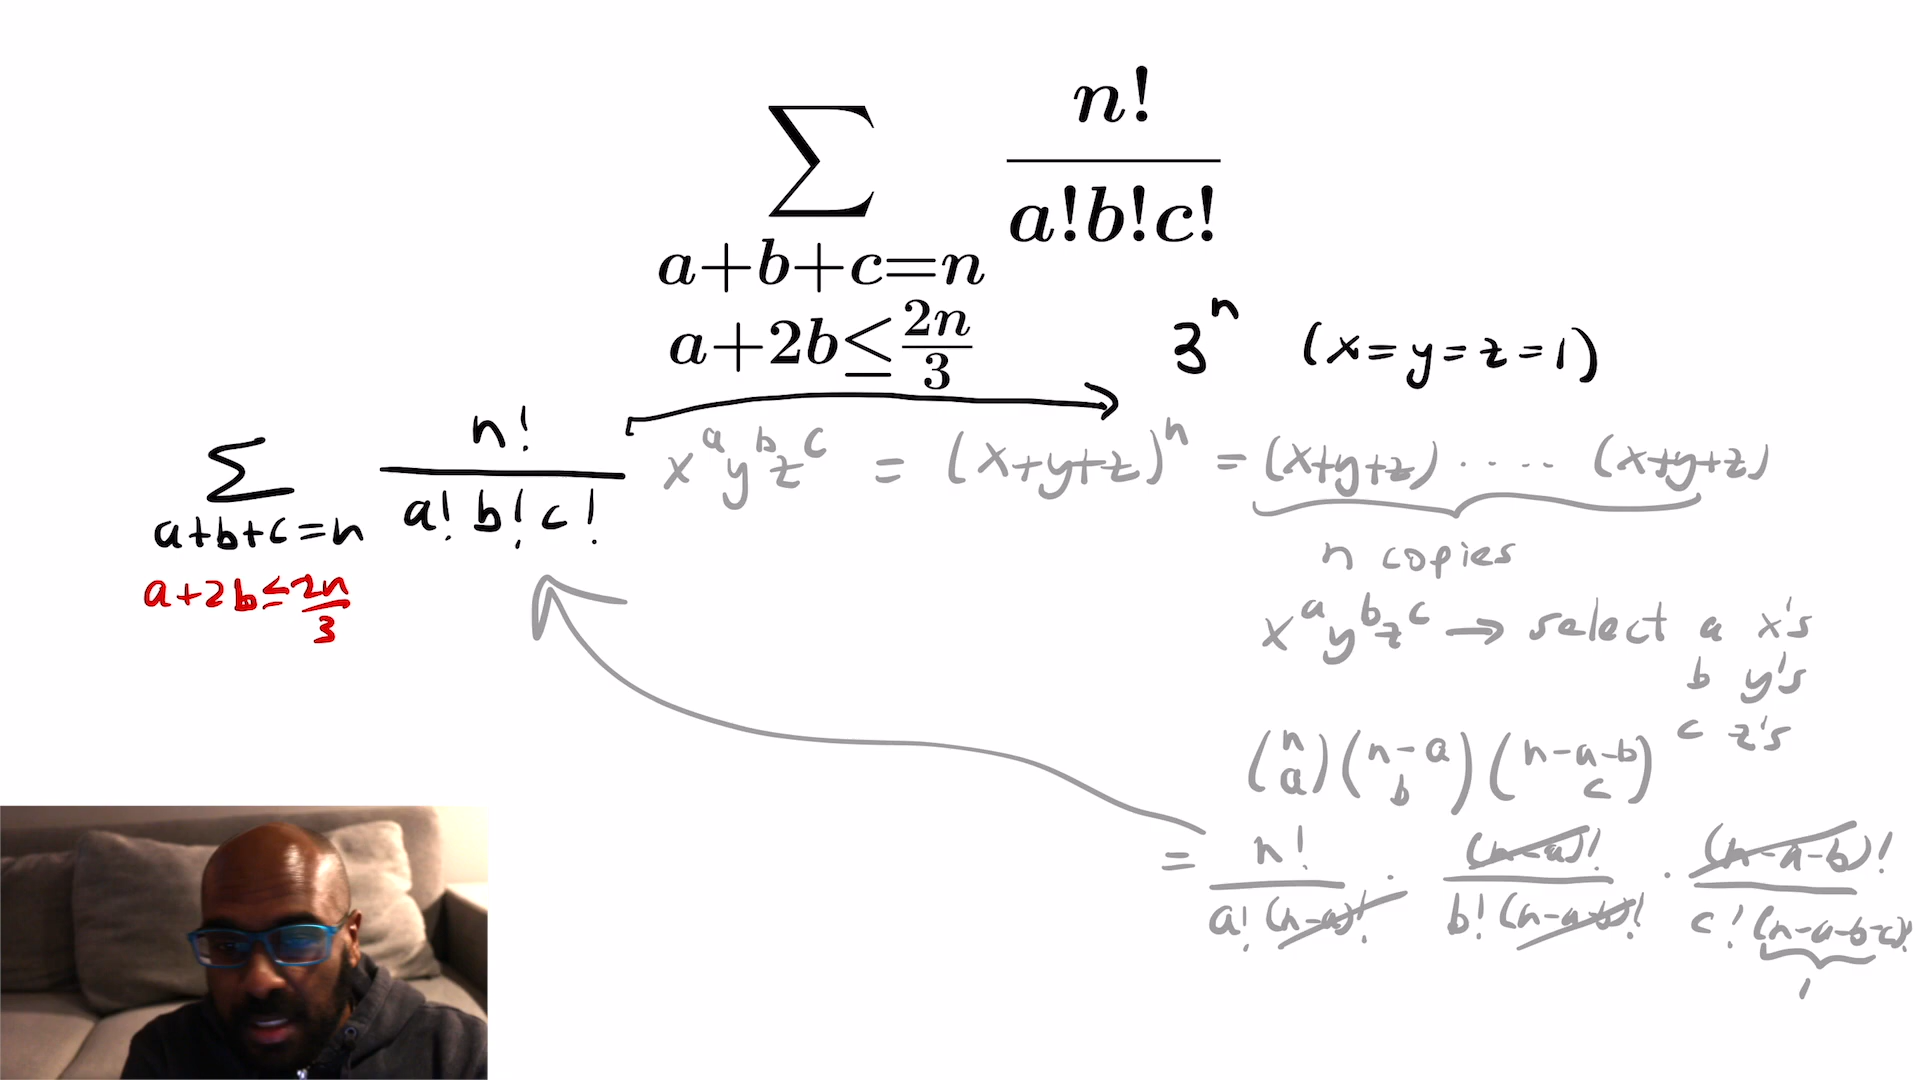 ∑ n!/(a!b!c!)
a+b+c=n
a+2b≤2n/3
3^n (x=y=z=1)
∑ n!/(a! b! c!) x^a y^b z^c = (x+y+z)^n = (x+y+z) ····· (x+y+z)
a+b+c=n
a+2b≤2n/3
n copies
x^a y^b z^c → select a x's
b y's
c z's
(n a)(n-a b)(n-a-b c)
= n!/(a!(n-a)!) · (n-a)!/(b!(n-a-b)!) · (n-a-b)!/(c!(n-a-b-c)!)
1